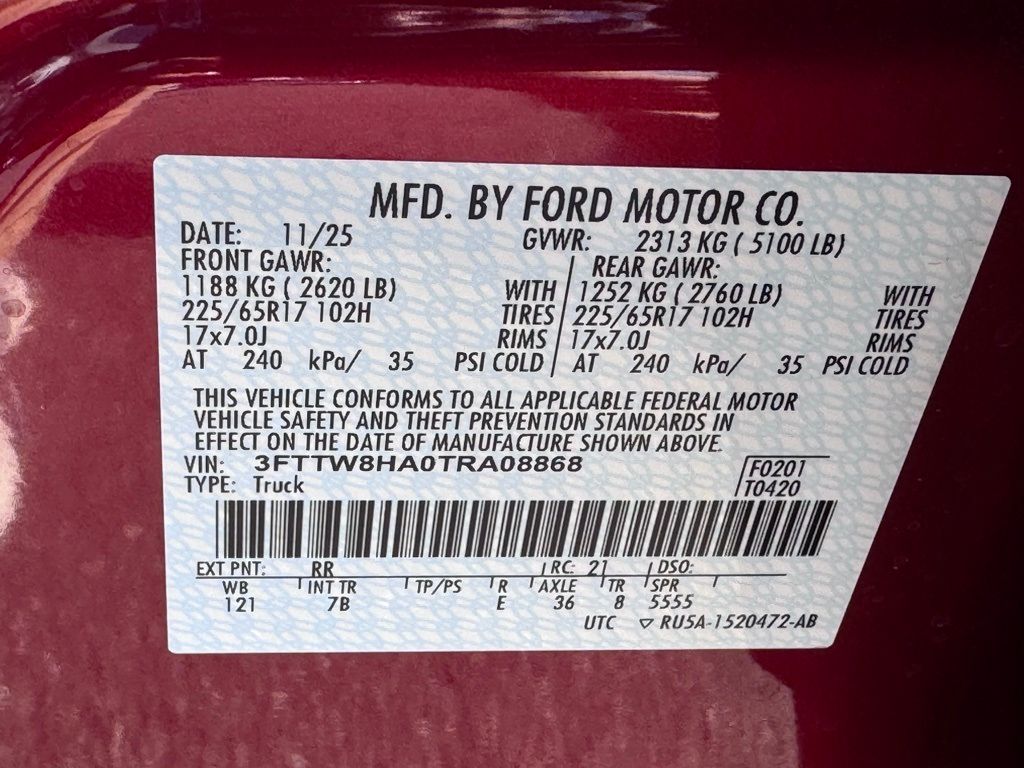 MFD. BY FORD MOTOR CO.
DATE: 11/25 GVWR: 2313 KG ( 5100 LB)
FRONT GAWR: REAR GAWR:
1188 KG ( 2620 LB) WITH 1252 KG ( 2760 LB) WITH
225/65R17 102H TIRES 225/65R17 102H TIRES
17x7.0J RIMS 17x7.0J RIMS
AT 240 kPa/ 35 PSI COLD AT 240 kPa/ 35 PSI COLD
THIS VEHICLE CONFORMS TO ALL APPLICABLE FEDERAL MOTOR
VEHICLE SAFETY AND THEFT PREVENTION STANDARDS IN
EFFECT ON THE DATE OF MANUFACTURE SHOWN ABOVE.
VIN: 3FTTW8HA0TRA08868 F0201
TYPE: Truck T0420
EXT PNT: RR RC: 21 DSO:
WB INT TR TP/PS R AXLE TR SPR
121 7B E 36 8 5555
UTC ▽ RU5A-1520472-AB